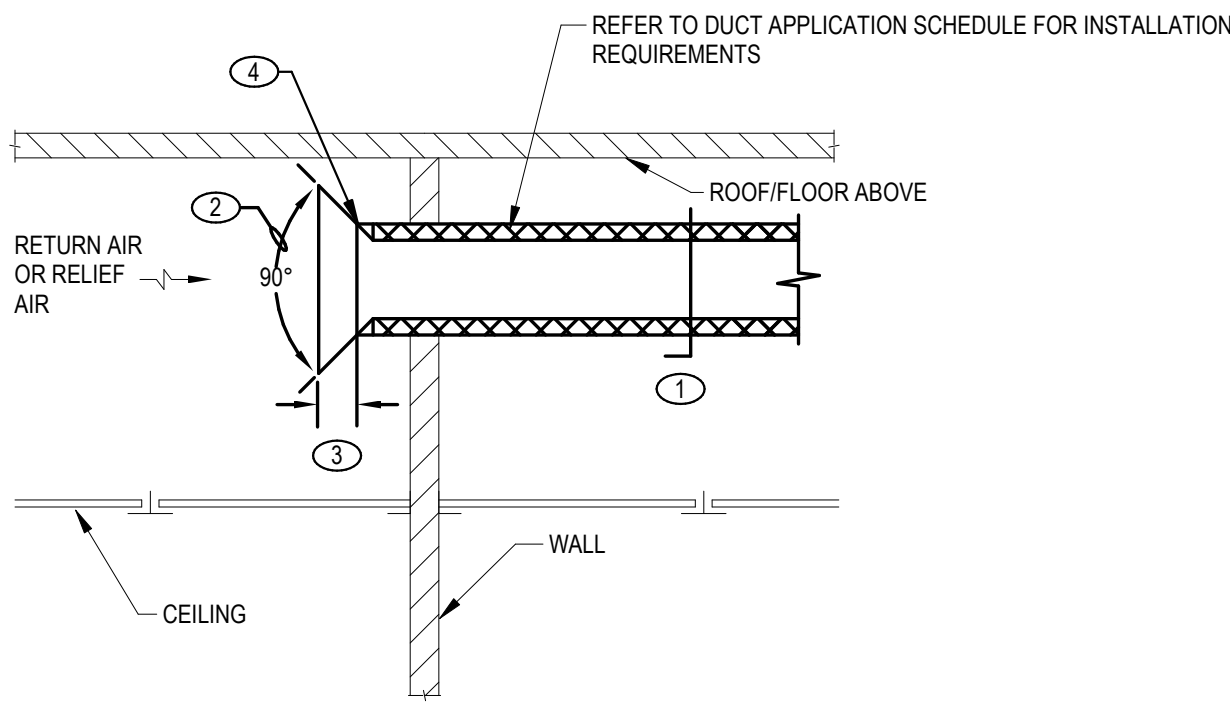 REFER TO DUCT APPLICATION SCHEDULE FOR INSTALLATION
REQUIREMENTS
4
ROOF/FLOOR ABOVE
2
RETURN AIR
OR RELIEF
AIR
90°
1
3
WALL
CEILING